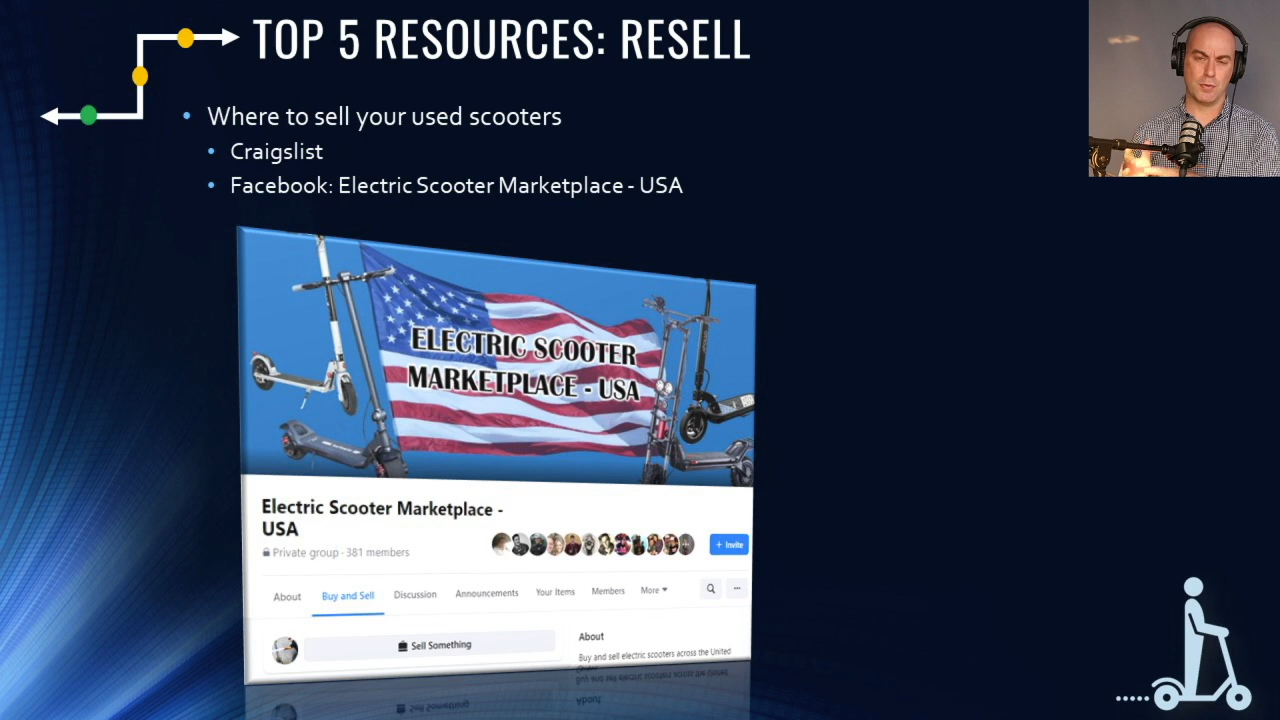 TOP 5 RESOURCES: RESELL
Where to sell your used scooters
Craigslist
Facebook: Electric Scooter Marketplace - USA
ELECTRIC SCOOTER
MARKETPLACE - USA
Electric Scooter Marketplace -
USA
Private group · 381 members
+ Invite
About
Buy and Sell
Discussion
Announcements
Your Items
Members
More
Sell Something
About
Buy and sell electric scooters across the United